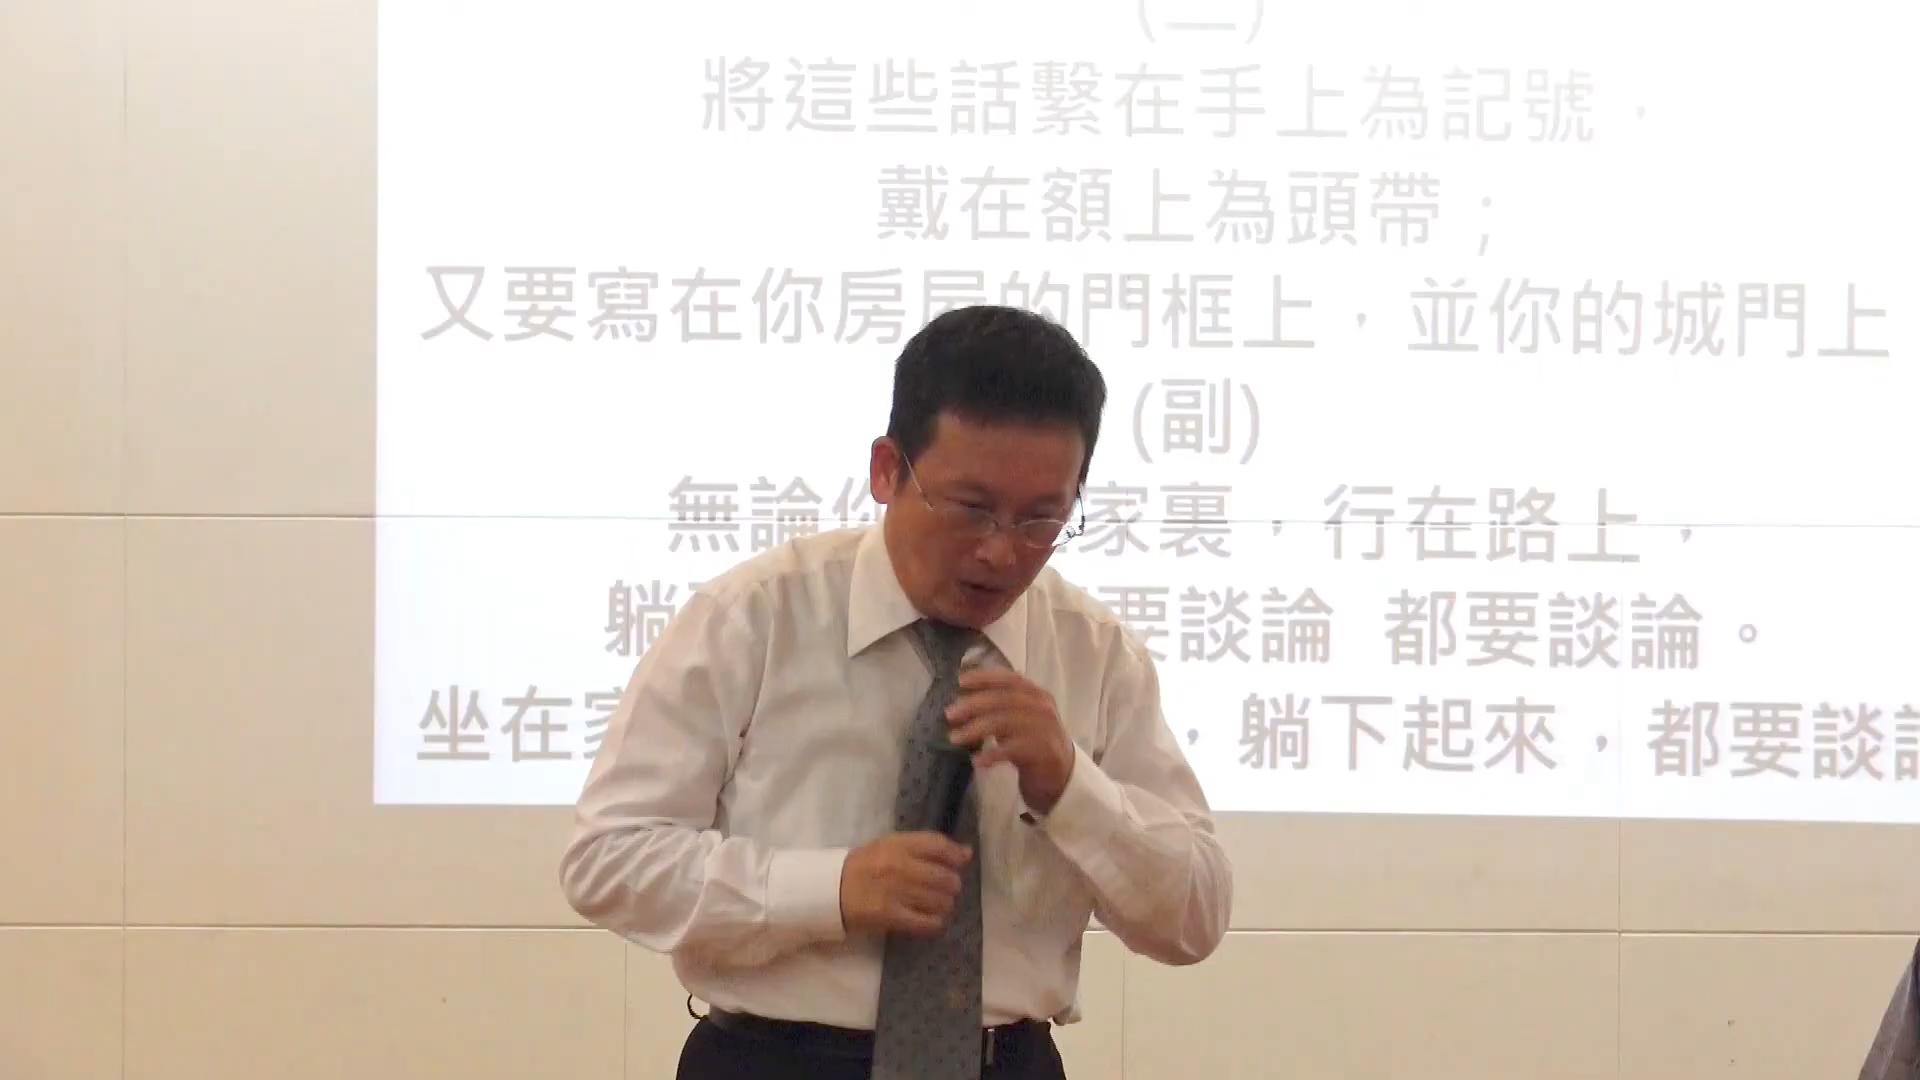 (二)
將這些話繫在手上為記號，
戴在額上為頭帶；
又要寫在你房屋的門框上，並你的城門上
(副)
無論你 家裏，行在路上，
躺 要談論 都要談論。
坐在家 ，躺下起來，都要談論